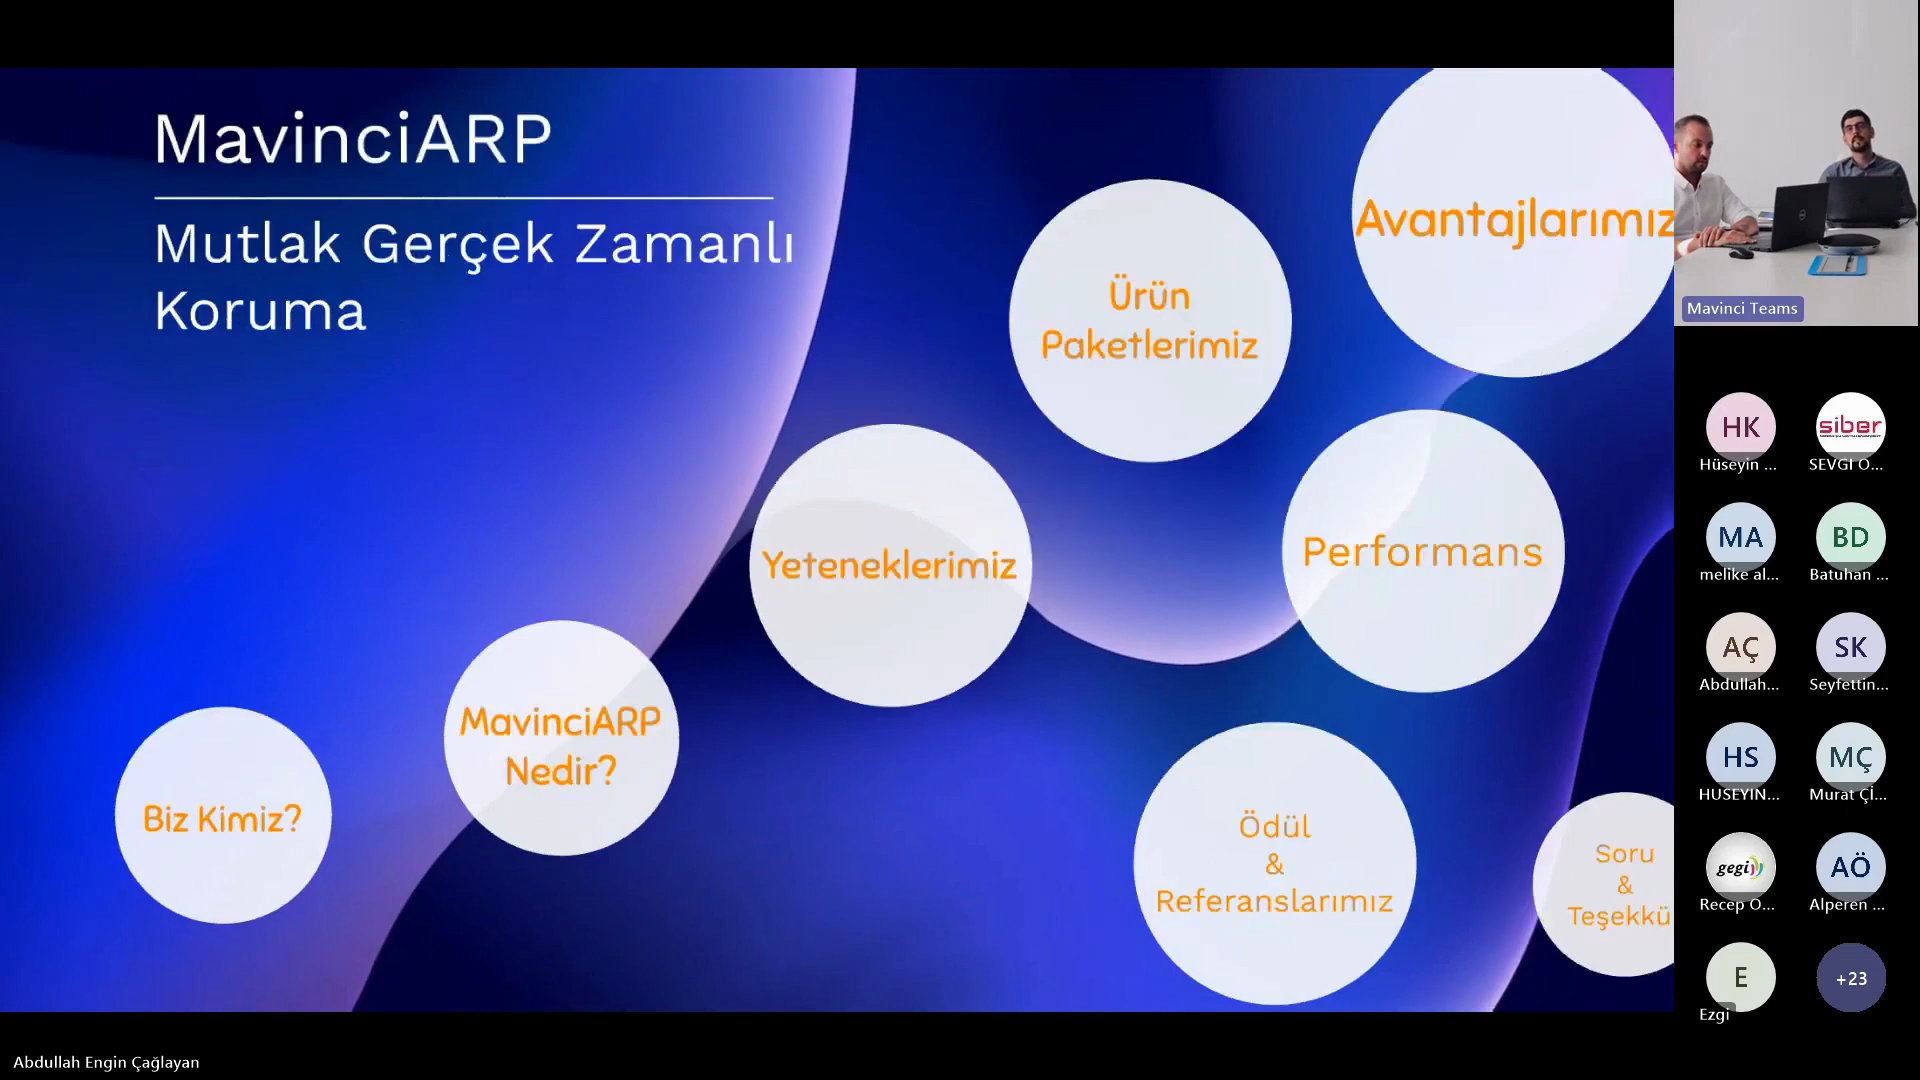 MavinciARP
Mutlak Gerçek Zamanlı
Koruma
Avantajlarımız
Ürün
Paketlerimiz
Yeteneklerimiz
Performans
MavinciARP
Nedir?
Biz Kimiz?
Ödül
&
Referanslarımız
Soru
&
Teşekkü
Mavinci Teams
HK
Hüseyin ...
siber
SEVGI O...
MA
melike al...
BD
Batuhan ...
AÇ
Abdullah...
SK
Seyfettin...
HS
HUSEYIN...
MÇ
Murat Çİ...
gegi
Recep O...
AÖ
Alperen ...
E
Ezgi
+23
Abdullah Engin Çağlayan